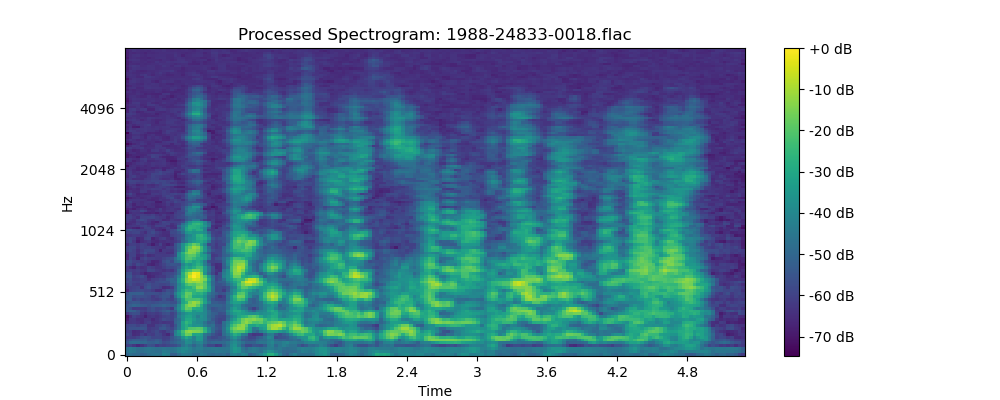 Processed Spectrogram: 1988-24833-0018.flac
Hz
4096
2048
1024
512
0
0 0.6 1.2 1.8 2.4 3 3.6 4.2 4.8
Time
+0 dB
-10 dB
-20 dB
-30 dB
-40 dB
-50 dB
-60 dB
-70 dB